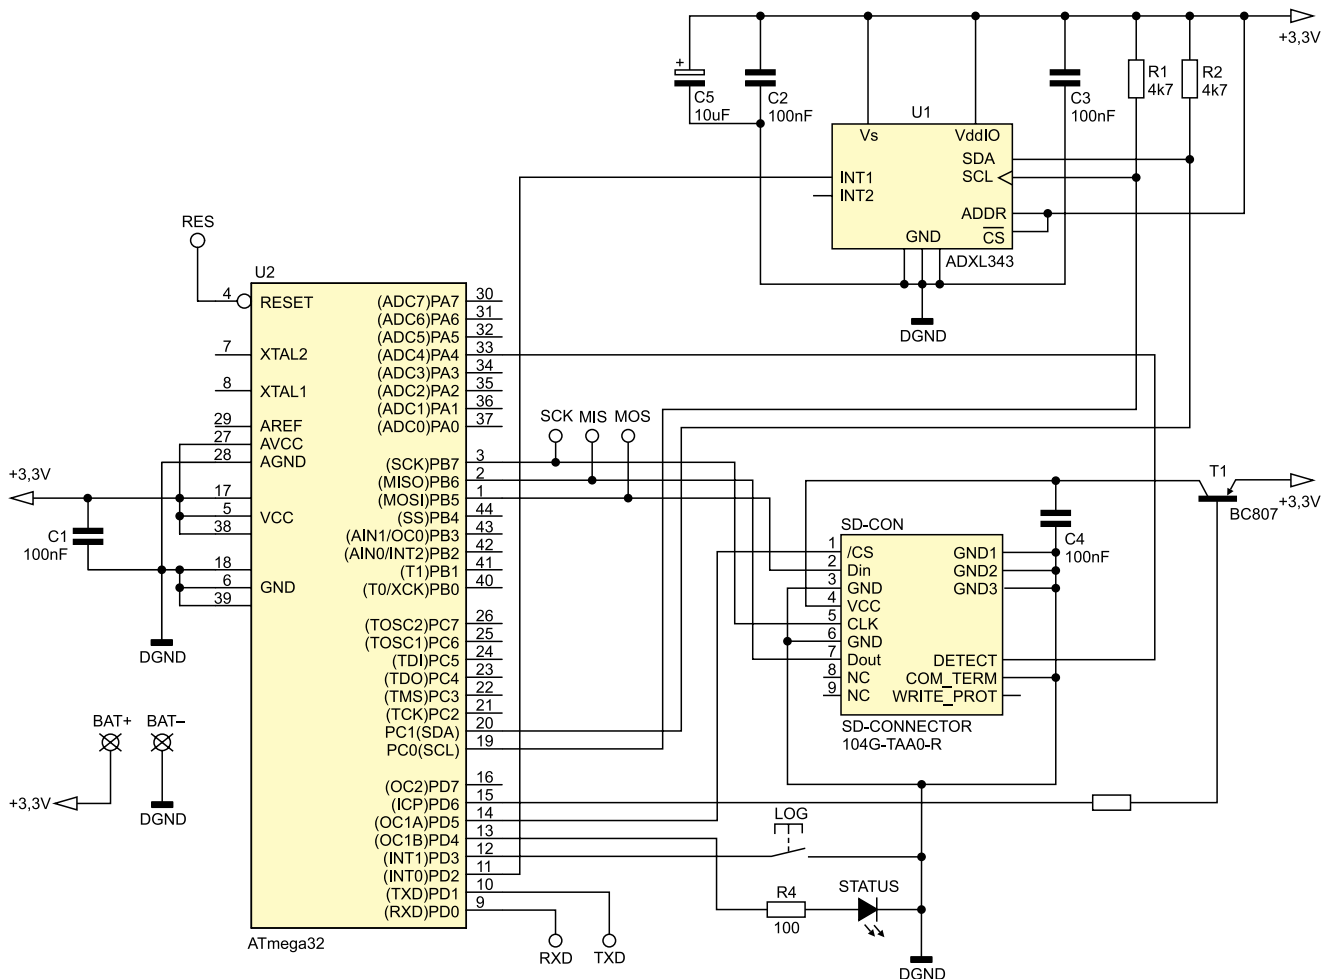 +3,3V
+
C5
10uF
C2
100nF
C3
100nF
R1
4k7
R2
4k7
U1
Vs
VddIO
SDA
SCL
INT1
INT2
ADDR
CS
GND
ADXL343
DGND
RES
U2
4
RESET
7
XTAL2
8
XTAL1
29
AREF
27
AVCC
28
AGND
17
5
VCC
38
18
6
GND
39
+3,3V
C1
100nF
DGND
(ADC7)PA7 30
(ADC6)PA6 31
(ADC5)PA5 32
(ADC4)PA4 33
(ADC3)PA3 34
(ADC2)PA2 35
(ADC1)PA1 36
(ADC0)PA0 37
(SCK)PB7 3
(MISO)PB6 2
(MOSI)PB5 1
(SS)PB4 44
(AIN1/OC0)PB3 43
(AIN0/INT2)PB2 42
(T1)PB1 41
(T0/XCK)PB0 40
(TOSC2)PC7 26
(TOSC1)PC6 25
(TDI)PC5 24
(TDO)PC4 23
(TMS)PC3 22
(TCK)PC2 21
PC1(SDA) 20
PC0(SCL) 19
(OC2)PD7 16
(ICP)PD6 15
(OC1A)PD5 14
(OC1B)PD4 13
(INT1)PD3 12
(INT0)PD2 11
(TXD)PD1 10
(RXD)PD0 9
ATmega32
SCK MIS MOS
T1
+3,3V
BC807
C4
100nF
SD-CON
1 /CS
2 Din
3 GND
4 VCC
5 CLK
6 GND
7 Dout
8 NC
9 NC
GND1
GND2
GND3
DETECT
COM_TERM
WRITE_PROT
SD-CONNECTOR
104G-TAA0-R
BAT+ BAT–
+3,3V
DGND
LOG
R4
100
STATUS
RXD TXD
DGND